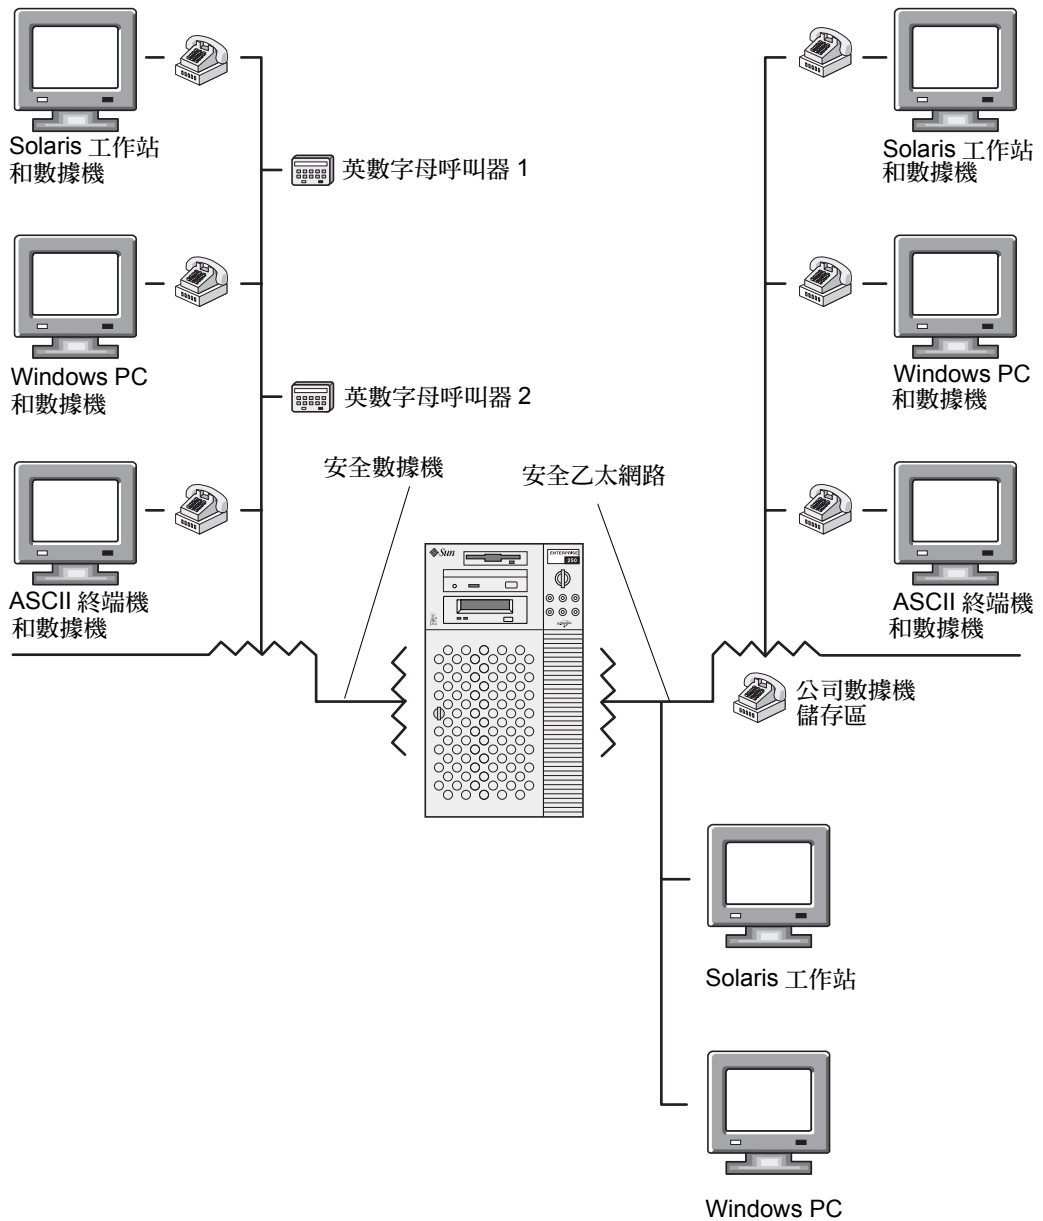 Solaris 工作站
和數據機
英數字母呼叫器 1
Windows PC
和數據機
英數字母呼叫器 2
ASCII 終端機
和數據機
安全數據機
安全乙太網路
Sun
ENTERPRISE
250
Solaris 工作站
和數據機
Windows PC
和數據機
ASCII 終端機
和數據機
公司數據機
儲存區
Solaris 工作站
Windows PC